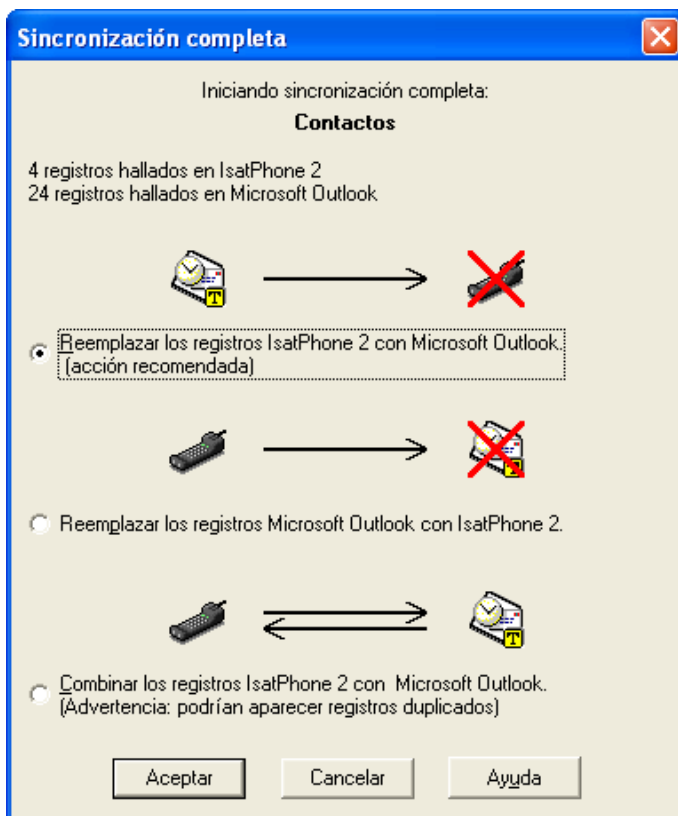 Sincronización completa
Iniciando sincronización completa:
Contactos
4 registros hallados en IsatPhone 2
24 registros hallados en Microsoft Outlook
T
Reemplazar los registros IsatPhone 2 con Microsoft Outlook.
(acción recomendada)
T
Reemplazar los registros Microsoft Outlook con IsatPhone 2.
T
Combinar los registros IsatPhone 2 con  Microsoft Outlook.
(Advertencia: podrían aparecer registros duplicados)
Aceptar Cancelar Ayuda